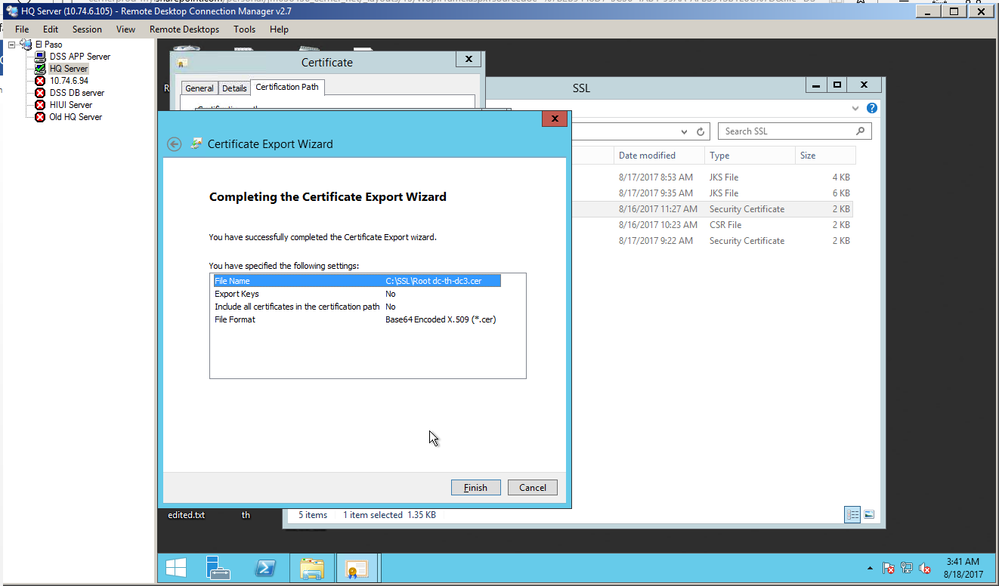 HQ Server (10.74.6.105) - Remote Desktop Connection Manager v2.7
File Edit Session View Remote Desktops Tools Help
El Paso
DSS APP Server
HQ Server
10.74.6.94
DSS DB server
HIUI Server
Old HQ Server
Certificate
General Details Certification Path
SSL
Search SSL
Date modified Type Size
8/17/2017 8:53 AM JKS File 4 KB
8/17/2017 9:35 AM JKS File 6 KB
8/16/2017 11:27 AM Security Certificate 2 KB
8/16/2017 10:23 AM CSR File 2 KB
8/17/2017 9:22 AM Security Certificate 2 KB
Certificate Export Wizard
Completing the Certificate Export Wizard
You have successfully completed the Certificate Export wizard.
You have specified the following settings:
File Name C:\SSL\Root dc-th-dc3.cer
Export Keys No
Include all certificates in the certification path No
File Format Base64 Encoded X.509 (*.cer)
Finish Cancel
edited.txt th
5 items 1 item selected 1.35 KB
3:41 AM
8/18/2017